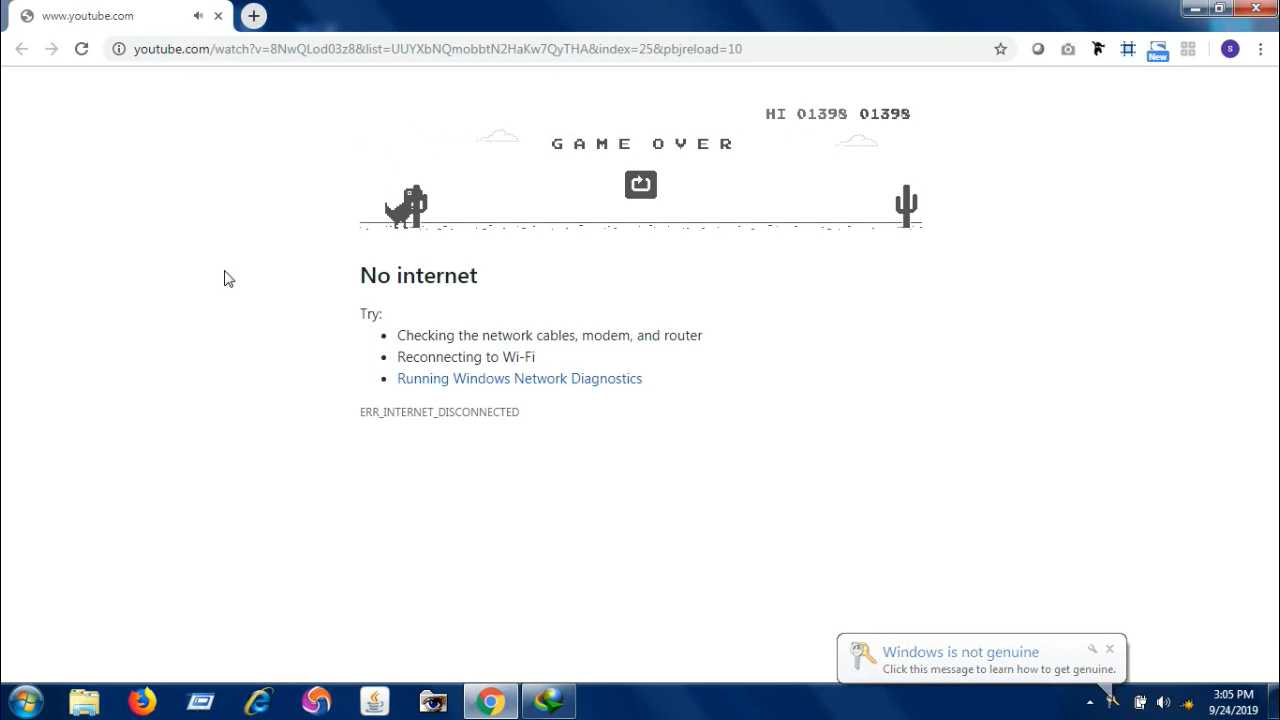 www.youtube.com
youtube.com/watch?v=8NwQLod03z8&list=UUYXbNQmobbtN2HaKw7QyTHA&index=25&pbjreload=10
New
S
HI 01398 01398
GAME OVER
No internet
Try:
• Checking the network cables, modem, and router
• Reconnecting to Wi-Fi
• Running Windows Network Diagnostics
ERR_INTERNET_DISCONNECTED
Windows is not genuine
Click this message to learn how to get genuine.
3:05 PM
9/24/2019